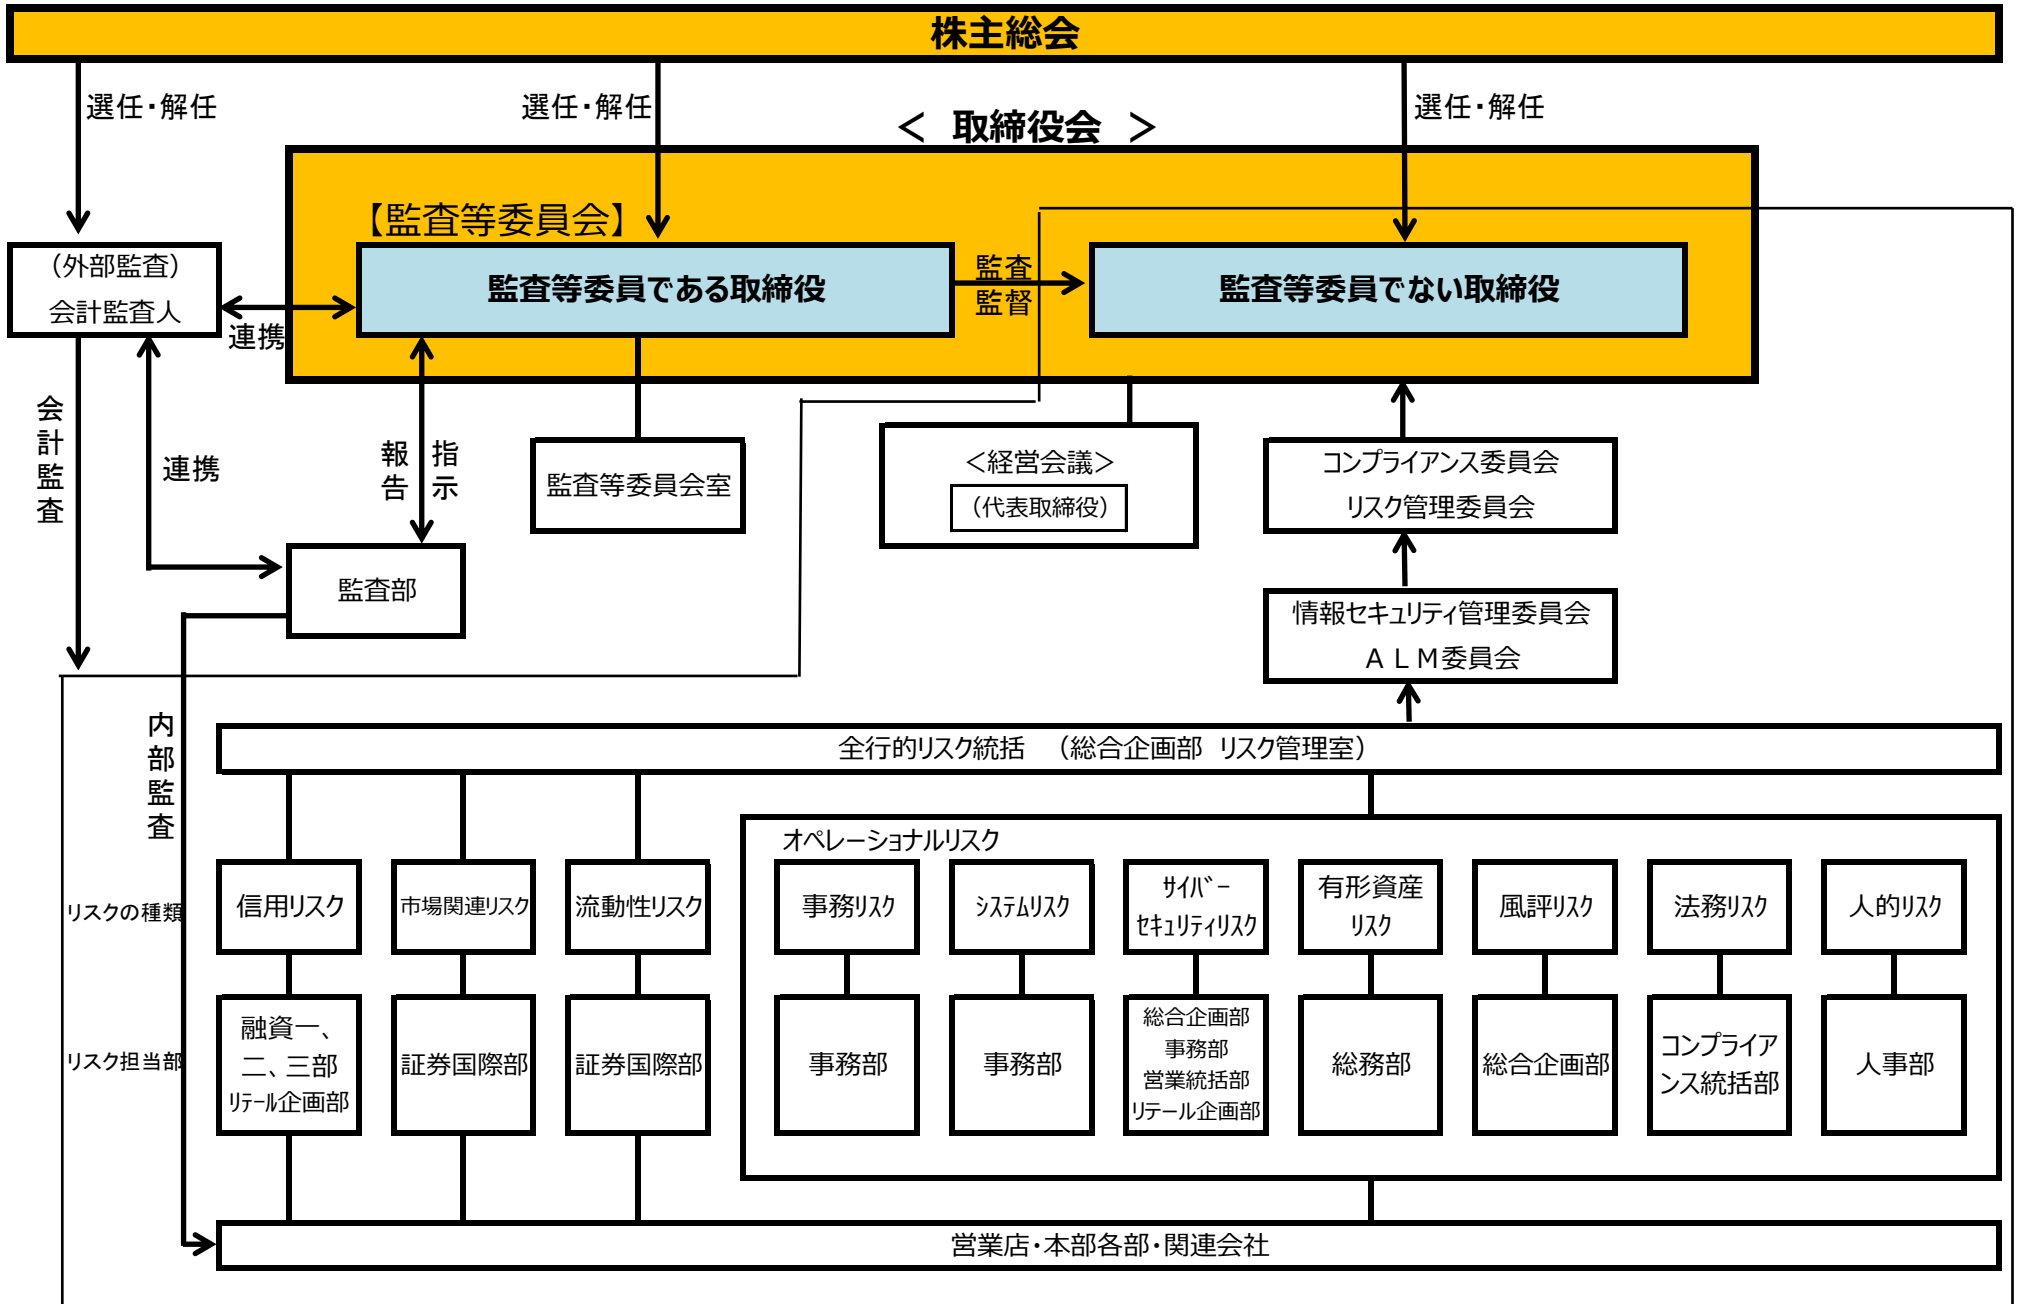 株主総会
選任・解任
選任・解任
選任・解任
＜ 取締役会 ＞
【監査等委員会】
（外部監査）
会計監査人
監査等委員である取締役
監査
監督
監査等委員でない取締役
連携
会計監査
連携
報告
指示
監査等委員会室
＜経営会議＞
（代表取締役）
コンプライアンス委員会
リスク管理委員会
監査部
情報セキュリティ管理委員会
ＡＬＭ委員会
内部監査
全行的リスク統括　（総合企画部　リスク管理室）
オペレーショナルリスク
リスクの種類
信用リスク
市場関連リスク
流動性リスク
事務リスク
システムリスク
サイバー
セキュリティリスク
有形資産
リスク
風評リスク
法務リスク
人的リスク
リスク担当部
融資一、
二、三部
リテール企画部
証券国際部
証券国際部
事務部
事務部
総合企画部
事務部
営業統括部
リテール企画部
総務部
総合企画部
コンプライア
ンス統括部
人事部
営業店・本部各部・関連会社